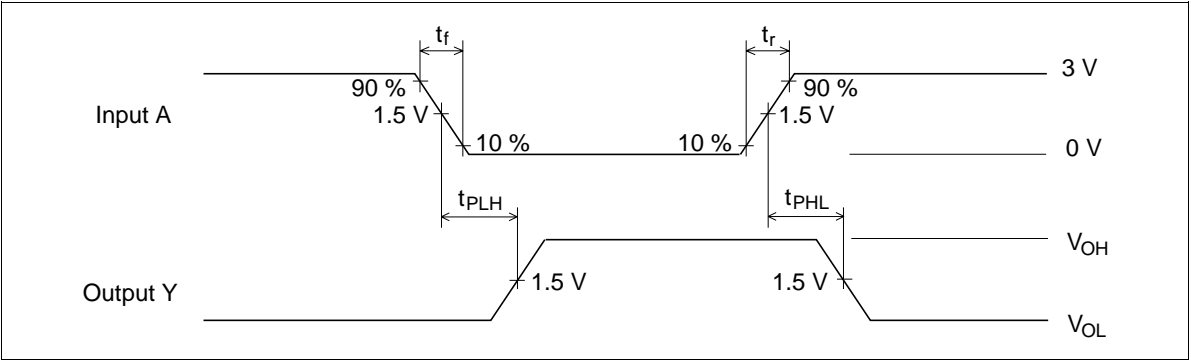 tf
tr
3 V
90 %
90 %
Input A
1.5 V
1.5 V
10 %
10 %
0 V
tPLH
tPHL
VOH
1.5 V
1.5 V
Output Y
VOL